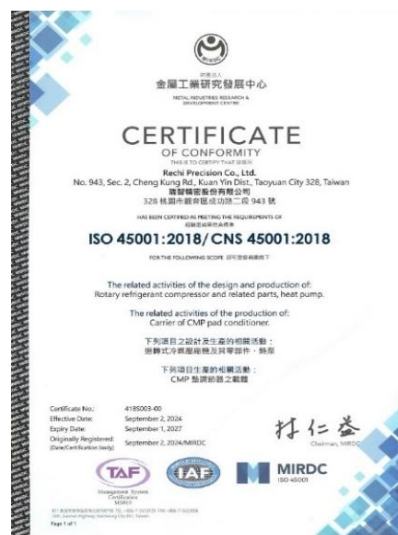 MIRDC
財團法人
金屬工業研究發展中心
METAL INDUSTRIES RESEARCH &
DEVELOPMENT CENTRE
CERTIFICATE
OF CONFORMITY
THIS IS TO CERTIFY THAT
Rechi Precision Co., Ltd.
No. 943, Sec. 2, Cheng Kung Rd., Kuan Yin Dist., Taoyuan City 328, Taiwan
瑞智精密股份有限公司
328 桃園市觀音區成功路二段 943 號
HAS BEEN CERTIFIED AS MEETING THE REQUIREMENTS OF
ISO 45001:2018/ CNS 45001:2018
FOR THE FOLLOWING SCOPE
The related activities of the design and production of:
Rotary refrigerant compressor and related parts, heat pump.
The related activities of the production of:
Carrier of CMP pad conditioner.
下列項目之設計及生產的相關活動：
迴轉式冷媒壓縮機及其零部件、熱泵
下列項目生產的相關活動：
CMP 墊調節器之載體
Certificate No.: 41BS003-00
Effective Date: September 2, 2024
Expiry Date: September 1, 2027
Originally Registered: September 2, 2024/MIRDC
(Date/Certification body)
Chairman, MIRDC
TAF
Management System
Certification
IAF
MIRDC
ISO 45001
Page 1 of 1